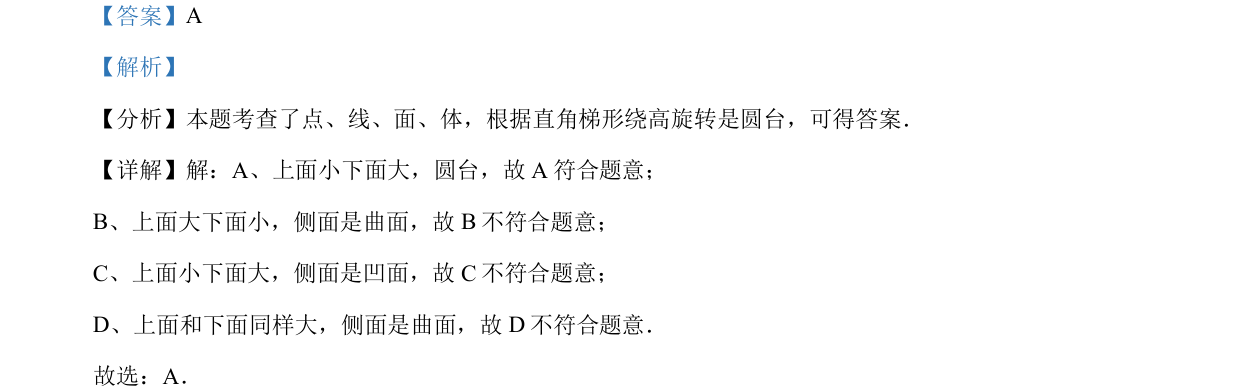 【答案】A
【解析】
【分析】本题考查了点、线、面、体，根据直角梯形绕高旋转是圆台，可得答案．
【详解】解：A、上面小下面大，圆台，故 A 符合题意；
B、上面大下面小，侧面是曲面，故 B 不符合题意；
C、上面小下面大，侧面是凹面，故 C 不符合题意；
D、上面和下面同样大，侧面是曲面，故 D 不符合题意．
故选：A．